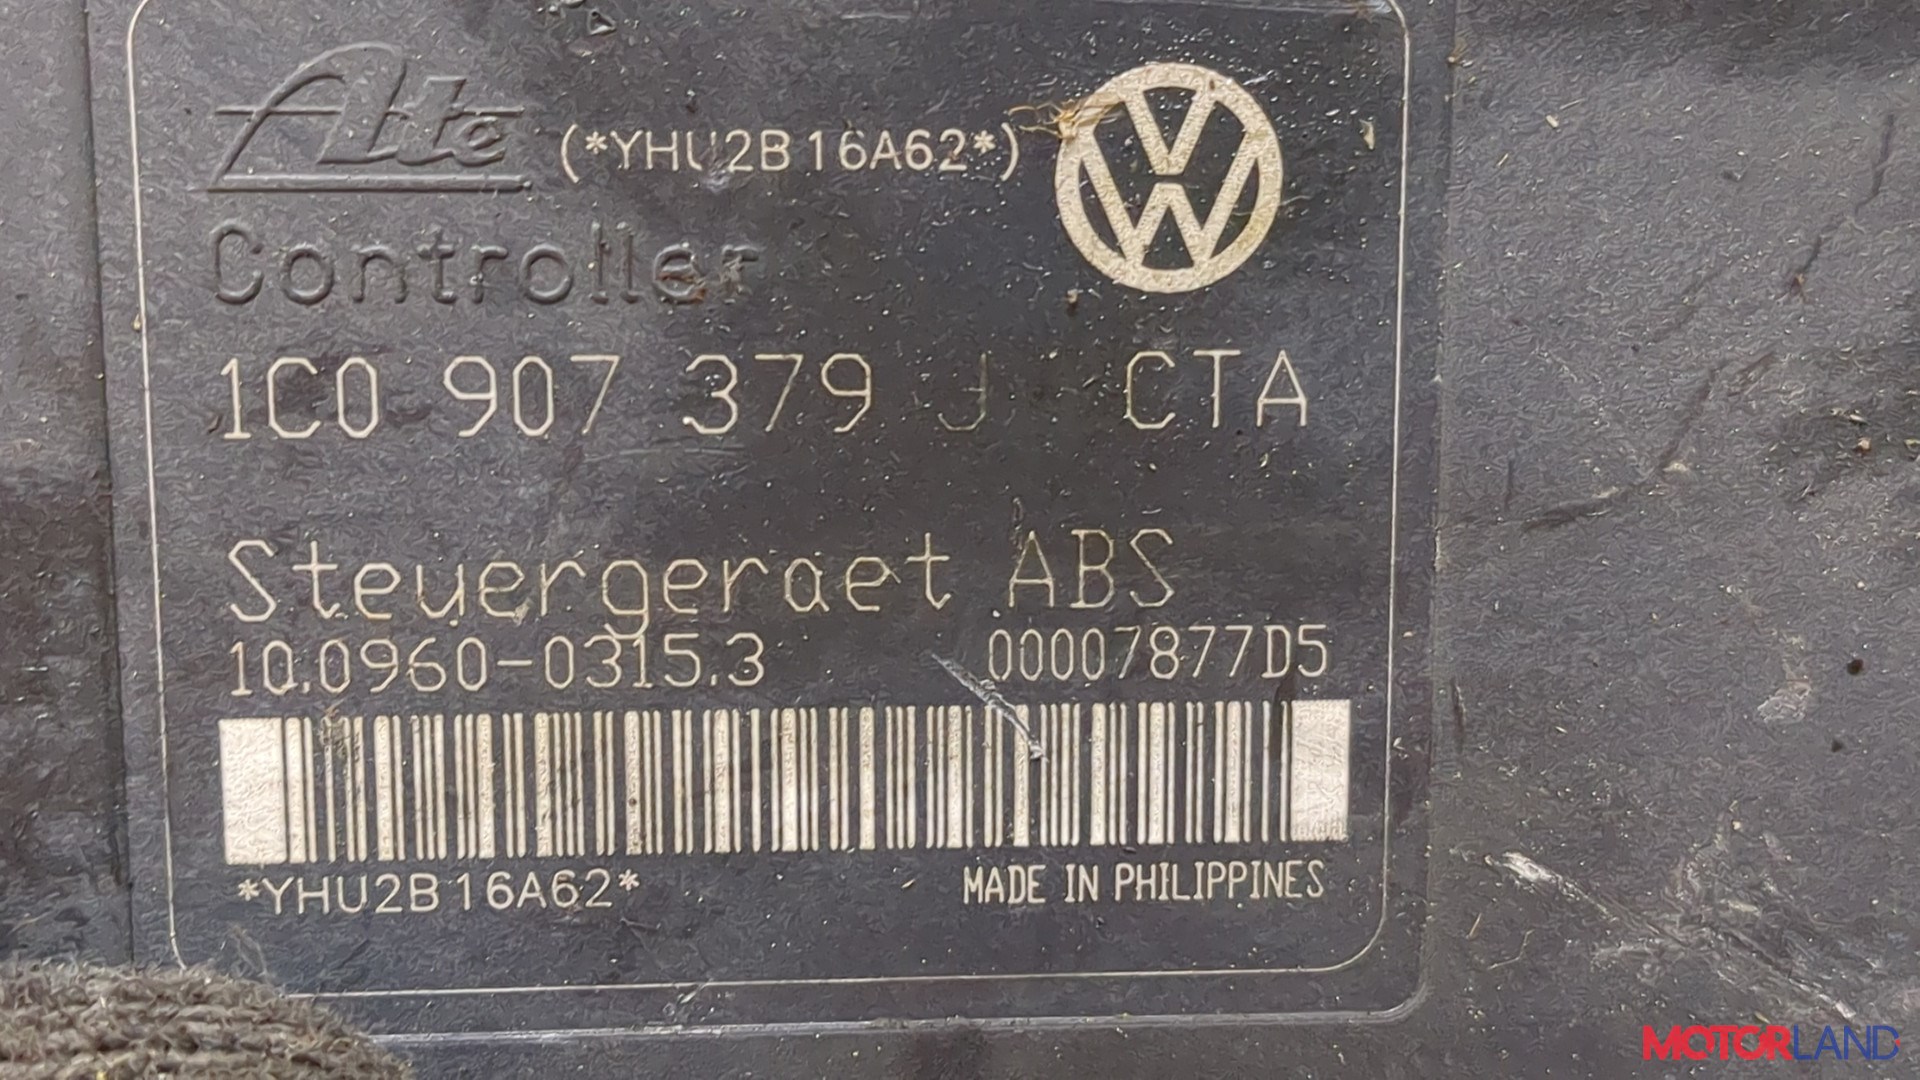 Ate (*YHU2B16A62*)
Controller
1C0 907 379 J CTA
Steuergeraet ABS
10.0960-0315.3 00007877D5
*YHU2B16A62* MADE IN PHILIPPINES
MOTORLAND